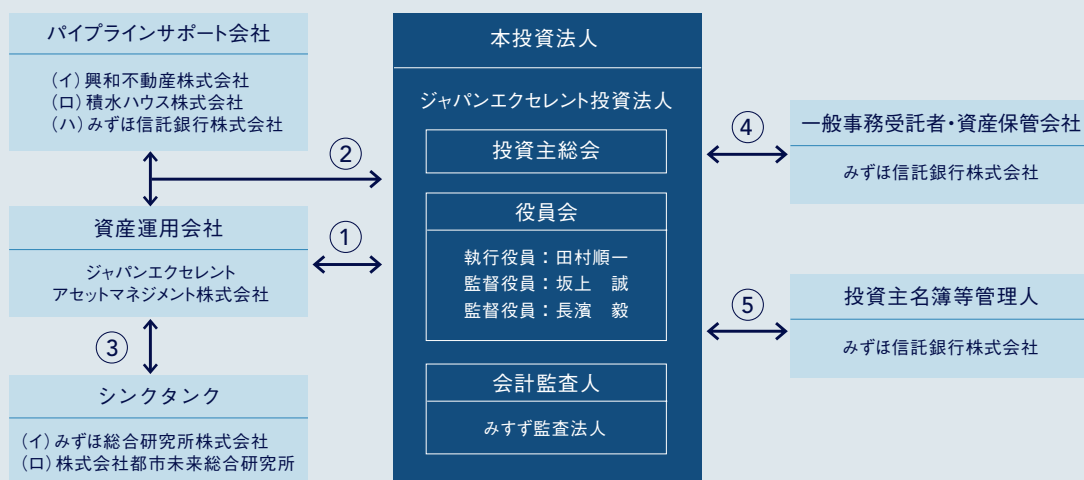 パイプラインサポート会社
(イ)興和不動産株式会社
(ロ)積水ハウス株式会社
(ハ)みずほ信託銀行株式会社
②
資産運用会社
ジャパンエクセレント
アセットマネジメント株式会社
①
③
シンクタンク
(イ)みずほ総合研究所株式会社
(ロ)株式会社都市未来総合研究所
本投資法人
ジャパンエクセレント投資法人
投資主総会
役員会
執行役員:田村順一
監督役員:坂上 誠
監督役員:長濱 毅
会計監査人
みすず監査法人
④
一般事務受託者・資産保管会社
みずほ信託銀行株式会社
⑤
投資主名簿等管理人
みずほ信託銀行株式会社